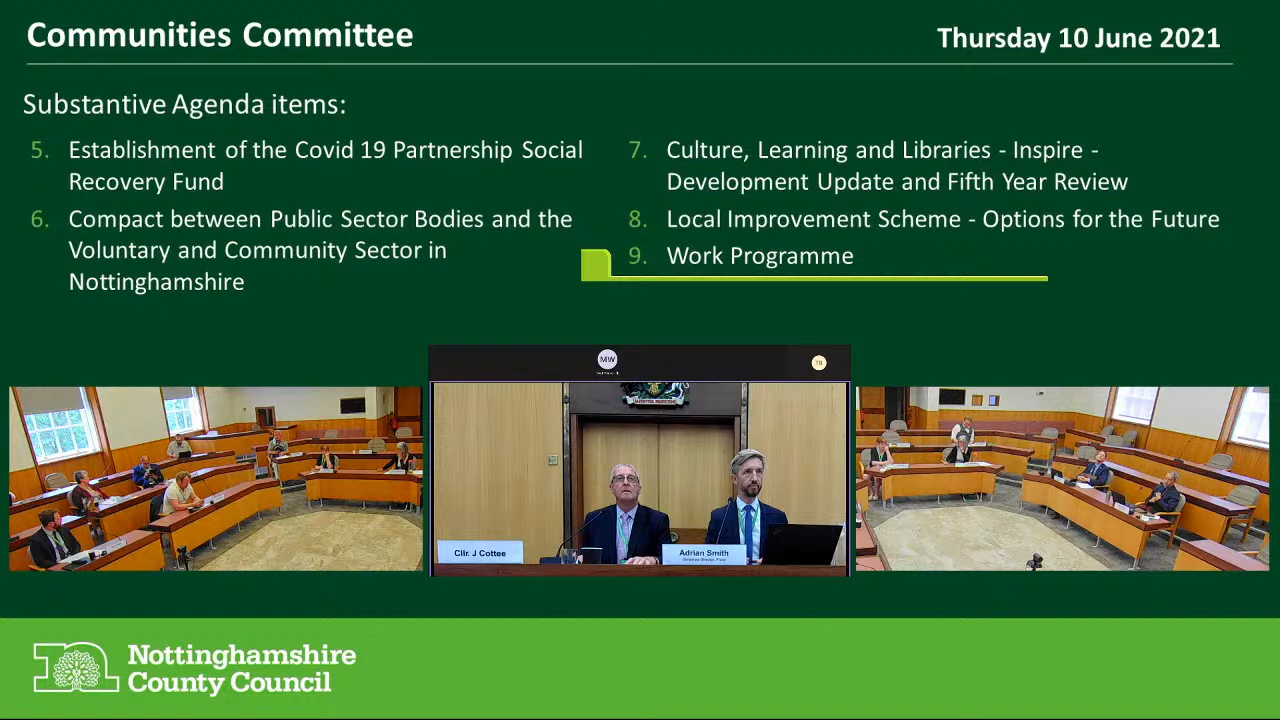 Communities Committee
Thursday 10 June 2021
Substantive Agenda items:
5. Establishment of the Covid 19 Partnership Social
Recovery Fund
6. Compact between Public Sector Bodies and the
Voluntary and Community Sector in
Nottinghamshire
7. Culture, Learning and Libraries - Inspire -
Development Update and Fifth Year Review
8. Local Improvement Scheme - Options for the Future
9. Work Programme
MW
Cllr. J Cottee
Adrian Smith
Nottinghamshire
County Council